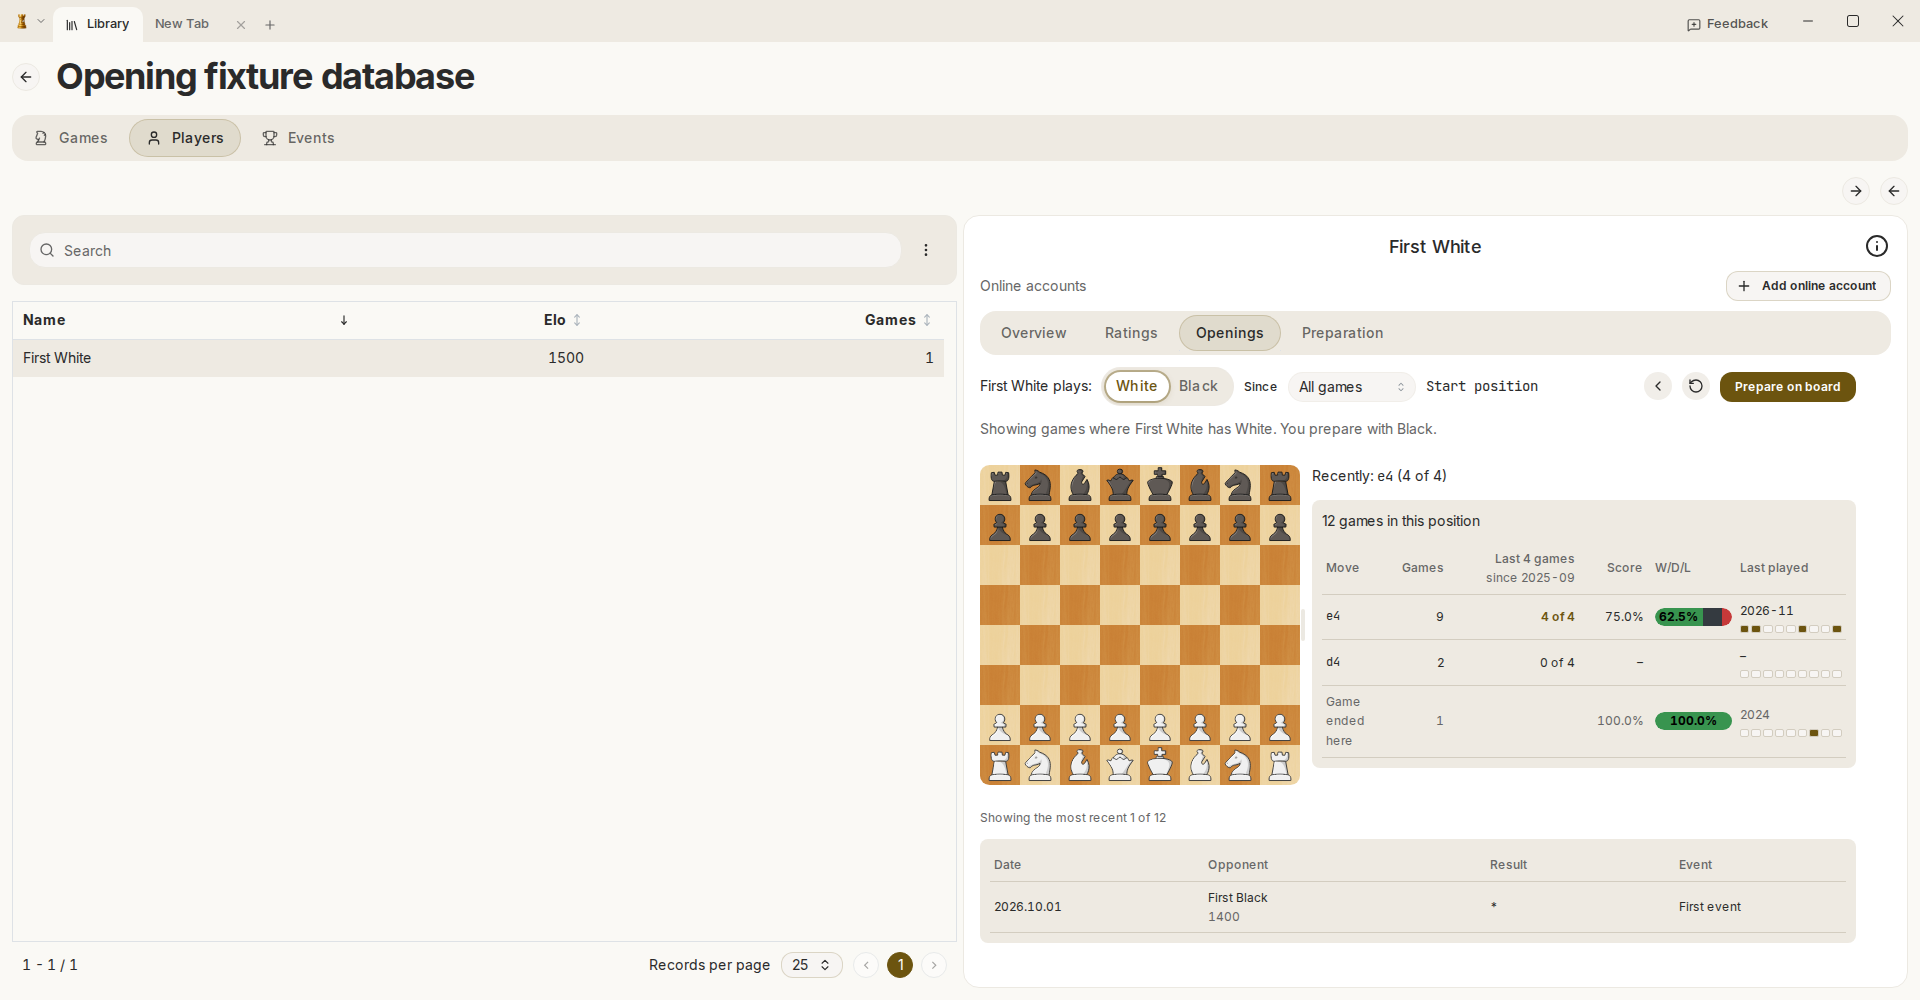 Library
New Tab
Feedback
Opening fixture database
Games
Players
Events
Search
Name
Elo
Games
First White
1500
1
1 - 1 / 1
Records per page
25
1
First White
Online accounts
Add online account
Overview
Ratings
Openings
Preparation
First White plays:
White
Black
Since
All games
Start position
Prepare on board
Showing games where First White has White. You prepare with Black.
Recently: e4 (4 of 4)
12 games in this position
Move
Games
Last 4 games
since 2025-09
Score
W/D/L
Last played
e4
9
4 of 4
75.0%
62.5%
2026-11
d4
2
0 of 4
–
–
Game
ended
here
1
100.0%
100.0%
2024
Showing the most recent 1 of 12
Date
Opponent
Result
Event
2026.10.01
First Black
1400
*
First event